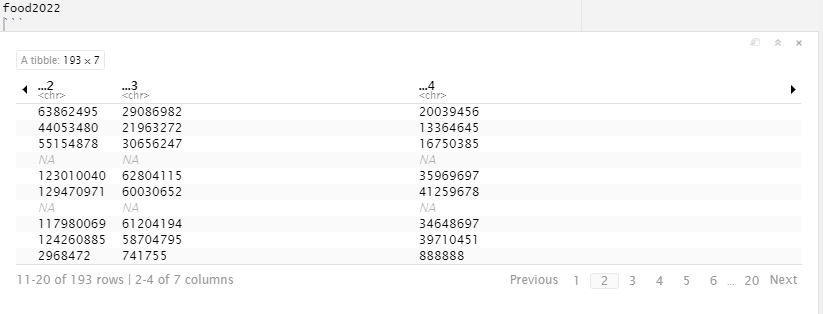 food2022
```
A tibble: 193 × 7
...2 ...3 ...4
<chr> <chr> <chr>
63862495 29086982 20039456
44053480 21963272 13364645
55154878 30656247 16750385
NA NA NA
123010040 62804115 35969697
129470971 60030652 41259678
NA NA NA
117980069 61204194 34648697
124260885 58704795 39710451
2968472 741755 888888
11-20 of 193 rows | 2-4 of 7 columns Previous 1 2 3 4 5 6 ... 20 Next